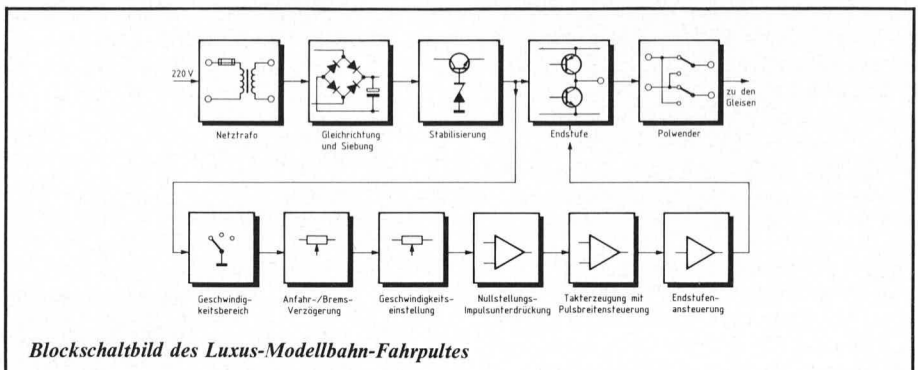 220 V
zu den
Gleisen
Netztrafo
Gleichrichtung
und Siebung
Stabilisierung
Endstufe
Polwender
Geschwindig-
keitsbereich
Anfahr-/Brems-
Verzögerung
Geschwindigkeits-
einstellung
Nullstellungs-
Impulsunterdrückung
Takterzeugung mit
Pulsbreitensteuerung
Endstufen-
ansteuerung
Blockschaltbild des Luxus-Modellbahn-Fahrpultes